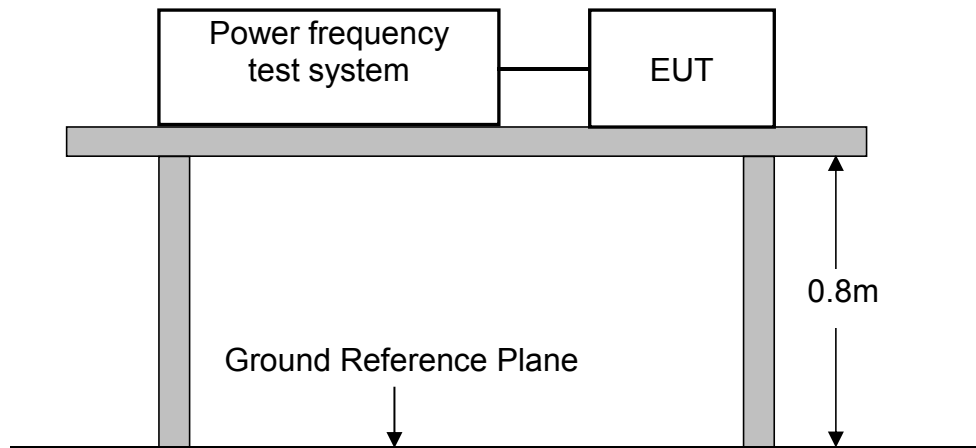 Power frequency
test system
EUT
0.8m
Ground Reference Plane